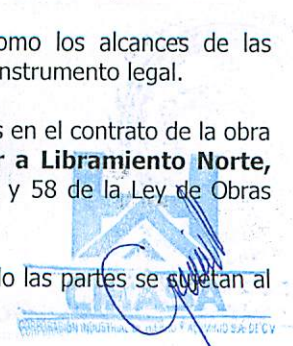 omo los alcances de las
nstrumento legal.
s en el contrato de la obra
r a Libramiento Norte,
y 58 de la Ley de Obras
do las partes se sujetan al